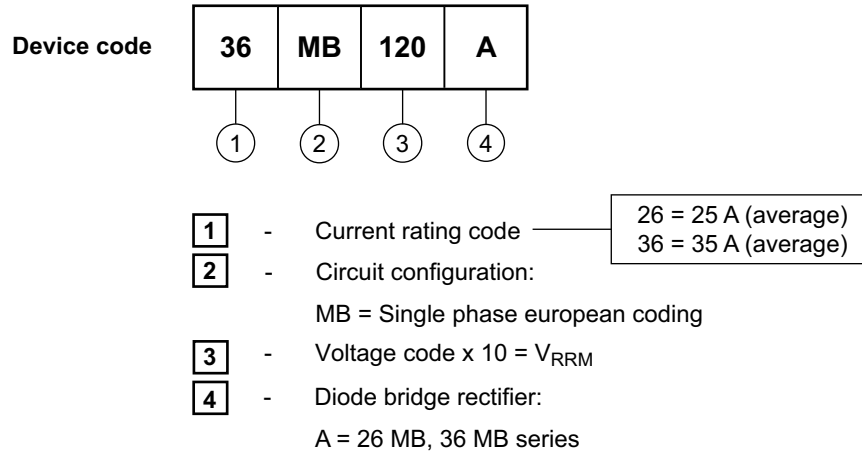 Device code 36 MB 120 A
1 2 3 4
1 - Current rating code 26 = 25 A (average)
36 = 35 A (average)
2 - Circuit configuration:
MB = Single phase european coding
3 - Voltage code x 10 = VRRM
4 - Diode bridge rectifier:
A = 26 MB, 36 MB series